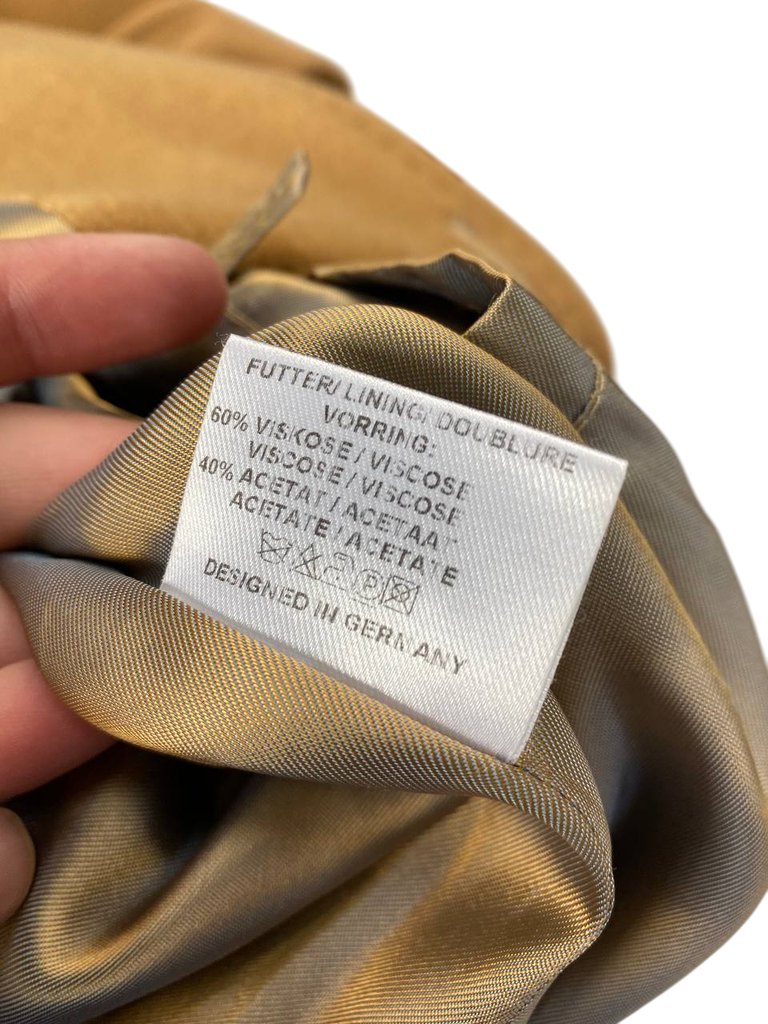 FUTTER/ LINING/ DOUBLURE
VORRING:
60% VISKOSE / VISCOSE
VISCOSE / VISCOSE
40% ACETAT / ACETAAT
ACETATE / ACETATE
P
DESIGNED IN GERMANY